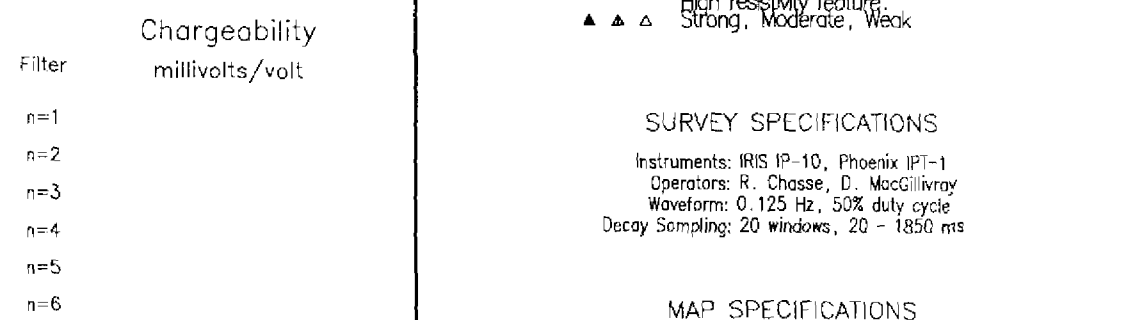 Chargeability
Filter
millivolts/volt
n=1
n=2
n=3
n=4
n=5
n=6
High ressistivity feature.
Strong, Moderate, Weak
SURVEY SPECIFICATIONS
Instruments: IRIS IP-10, Phoenix IPT-1
Operators: R. Chasse, D. MacGillivray
Waveform: 0.125 Hz, 50% duty cycle
Decay Sampling: 20 windows, 20 - 1850 ms
MAP SPECIFICATIONS